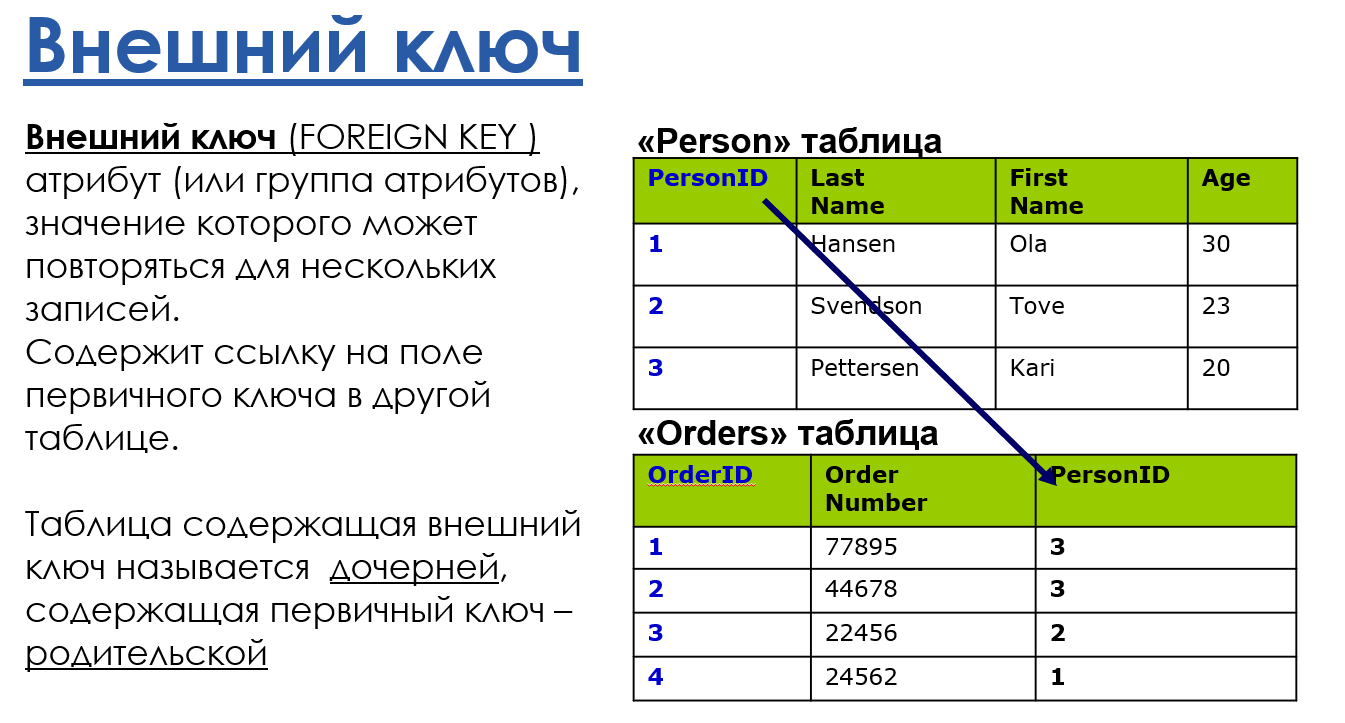 Внешний ключ
Внешний ключ (FOREIGN KEY )
атрибут (или группа атрибутов),
значение которого может
повторяться для нескольких
записей.
Содержит ссылку на поле
первичного ключа в другой
таблице.
Таблица содержащая внешний
ключ называется дочерней,
содержащая первичный ключ –
родительской
«Person» таблица
PersonID Last Name First Name Age
1 Hansen Ola 30
2 Svendson Tove 23
3 Pettersen Kari 20
«Orders» таблица
OrderID Order Number PersonID
1 77895 3
2 44678 3
3 22456 2
4 24562 1